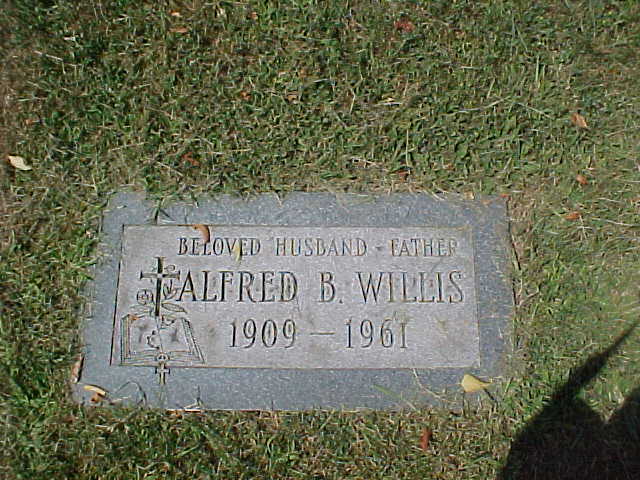 BELOVED HUSBAND - FATHER
ALFRED B. WILLIS
1909 — 1961